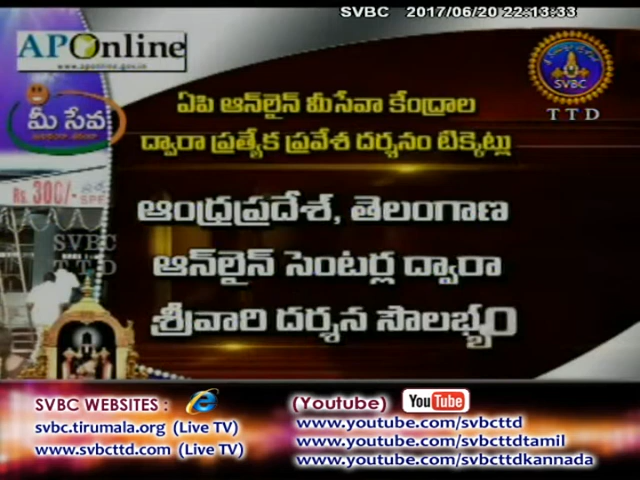 SVBC 2017/06/20 22:13:33
APOnline
www.aponline.gov.in
SVBC
TTD
మీ సేవ
ఏపి ఆన్‌లైన్ మీసేవా కేంద్రాల
ద్వారా ప్రత్యేక ప్రవేశ దర్శనం టిక్కెట్లు
Rs. 300/-
SVBC
TTD
ఆంధ్రప్రదేశ్, తెలంగాణ
ఆన్‌లైన్ సెంటర్ల ద్వారా
శ్రీవారి దర్శన సౌలభ్యం
SVBC WEBSITES :
svbc.tirumala.org (Live TV)
www.svbcttd.com (Live TV)
(Youtube) YouTube
www.youtube.com/svbcttd
www.youtube.com/svbcttdtamil
www.youtube.com/svbcttdkannada